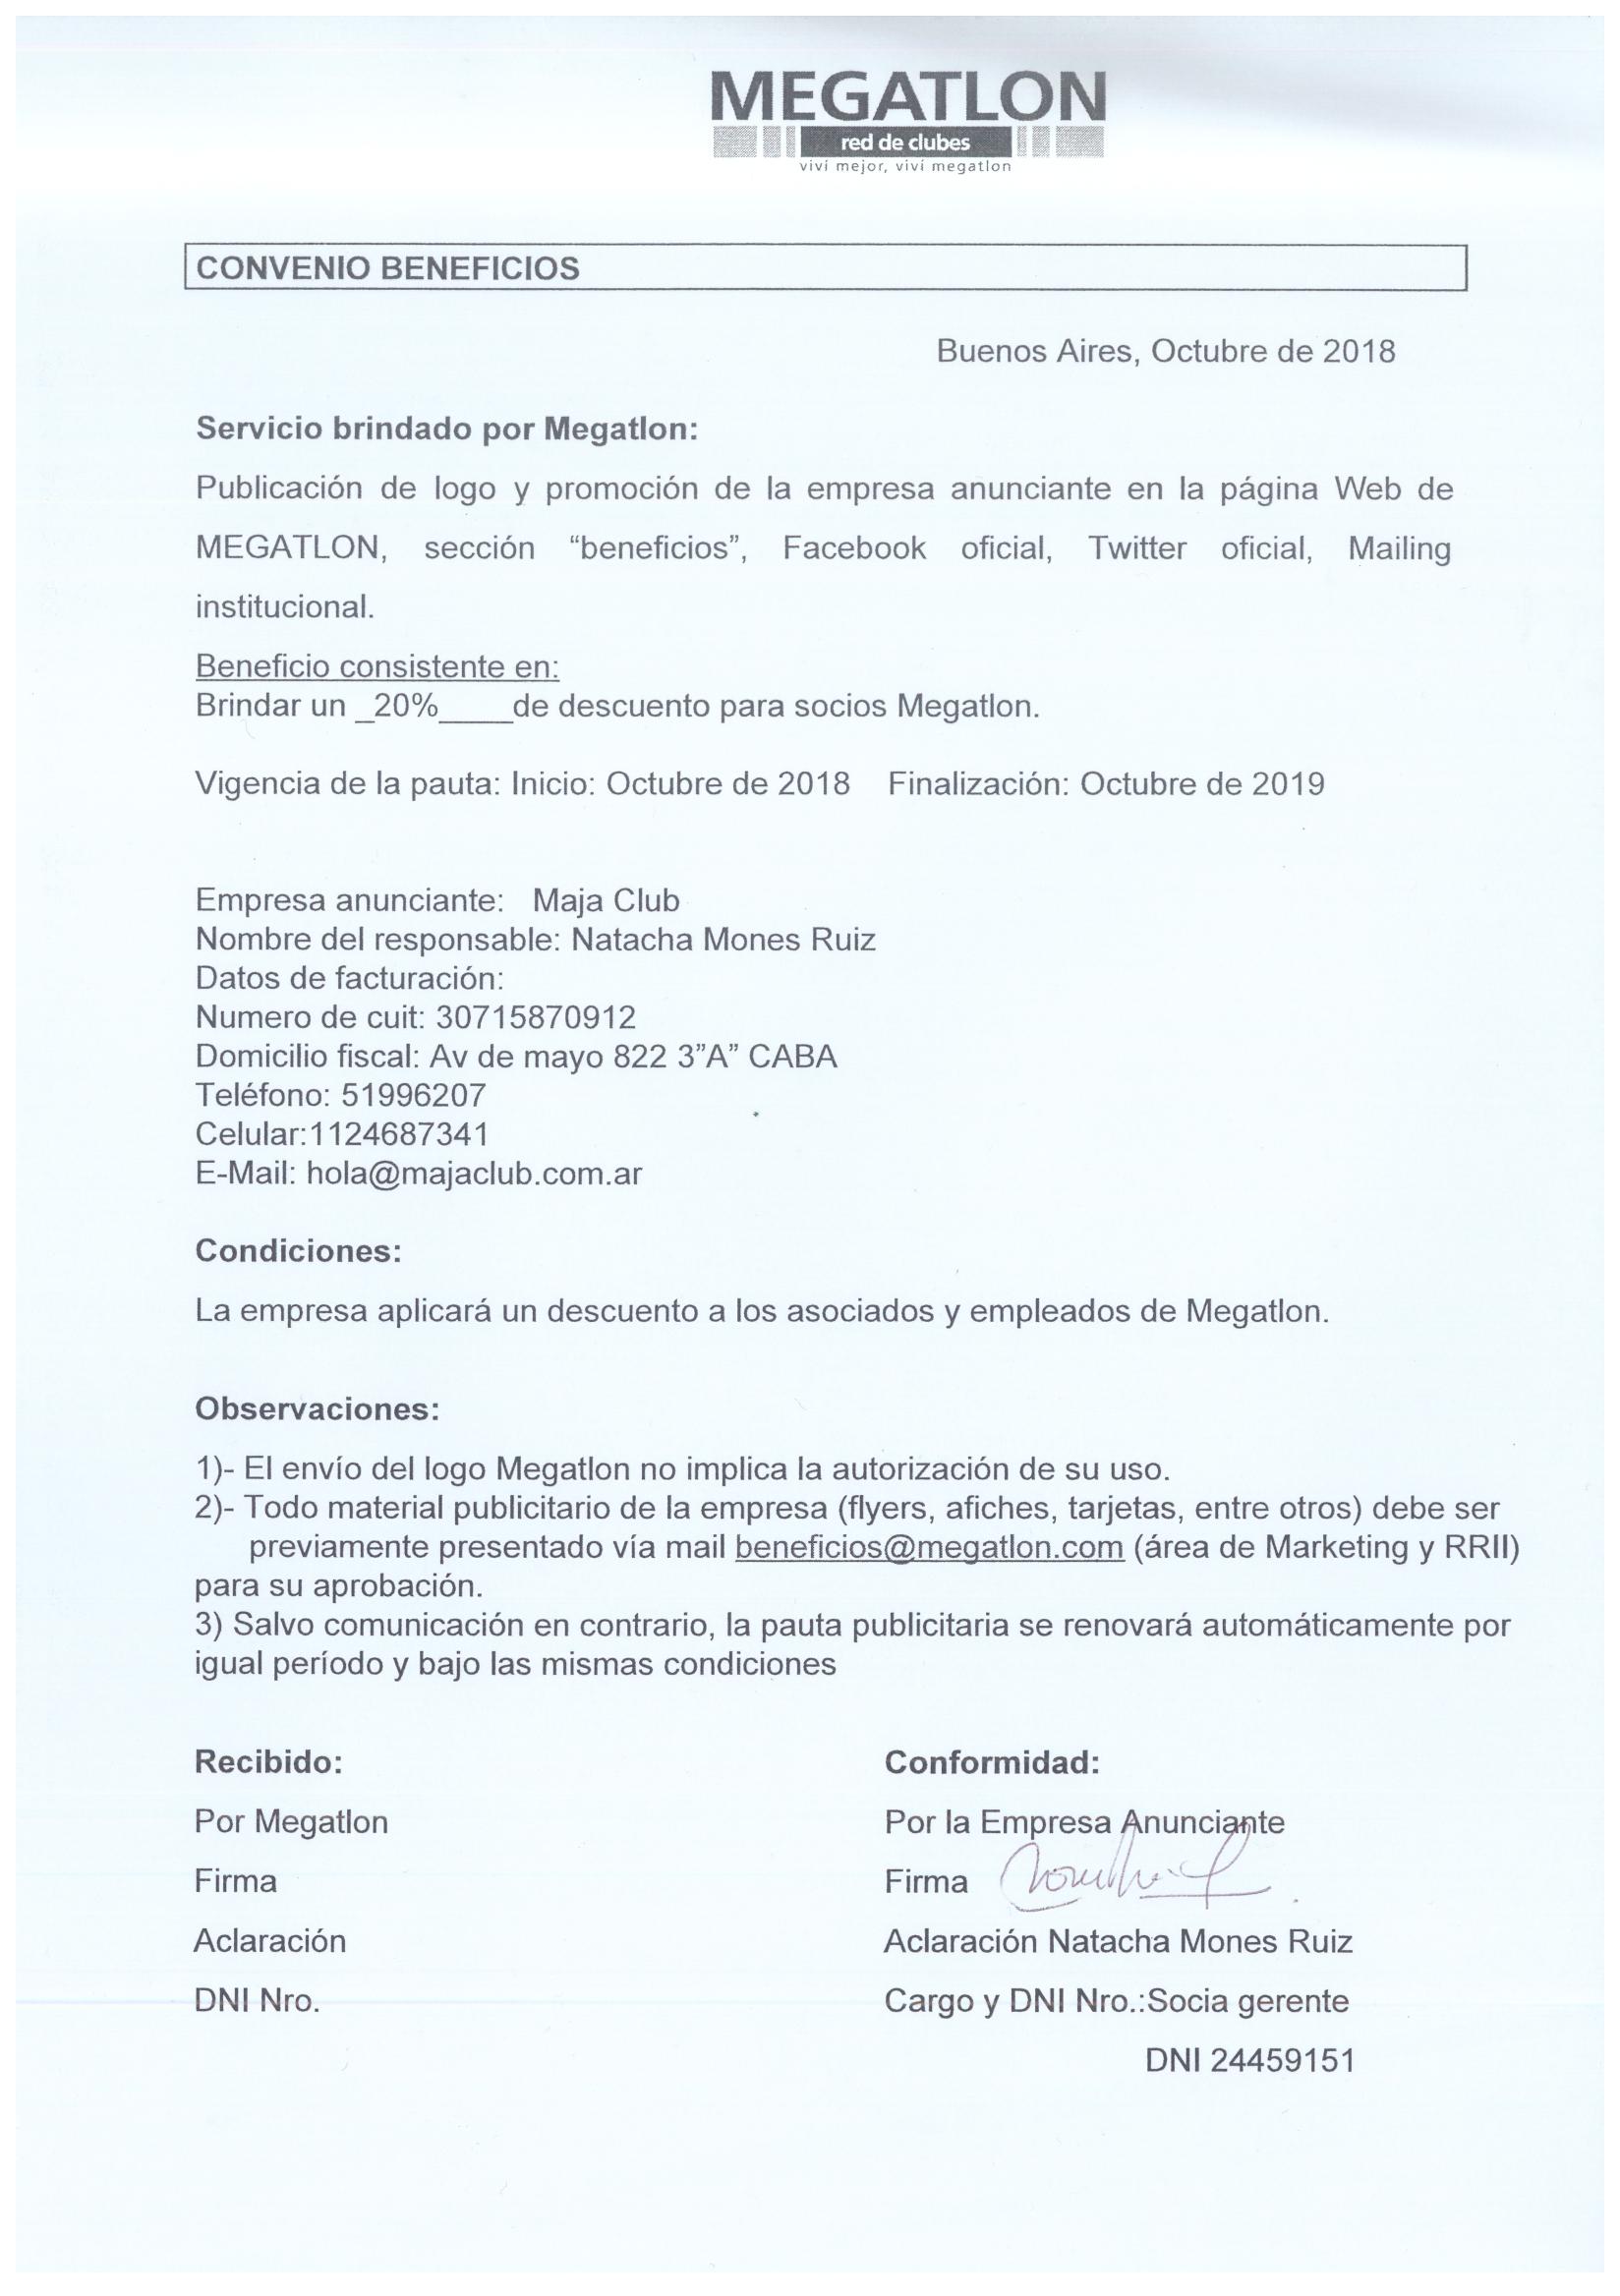 MEGATLON
red de clubes
viví mejor, viví megatlon
CONVENIO BENEFICIOS
Buenos Aires, Octubre de 2018
Servicio brindado por Megatlon:
Publicación de logo y promoción de la empresa anunciante en la página Web de
MEGATLON, sección “beneficios”, Facebook oficial, Twitter oficial, Mailing
institucional.
Beneficio consistente en:
Brindar un _20%____de descuento para socios Megatlon.
Vigencia de la pauta: Inicio: Octubre de 2018 Finalización: Octubre de 2019
Empresa anunciante: Maja Club
Nombre del responsable: Natacha Mones Ruiz
Datos de facturación:
Numero de cuit: 30715870912
Domicilio fiscal: Av de mayo 822 3”A” CABA
Teléfono: 51996207
Celular:1124687341
E-Mail: hola@majaclub.com.ar
Condiciones:
La empresa aplicará un descuento a los asociados y empleados de Megatlon.
Observaciones:
1)- El envío del logo Megatlon no implica la autorización de su uso.
2)- Todo material publicitario de la empresa (flyers, afiches, tarjetas, entre otros) debe ser
previamente presentado vía mail beneficios@megatlon.com (área de Marketing y RRII)
para su aprobación.
3) Salvo comunicación en contrario, la pauta publicitaria se renovará automáticamente por
igual período y bajo las mismas condiciones
Recibido: Conformidad:
Por Megatlon Por la Empresa Anunciante
Firma Firma
Aclaración Aclaración Natacha Mones Ruiz
DNI Nro. Cargo y DNI Nro.:Socia gerente
DNI 24459151